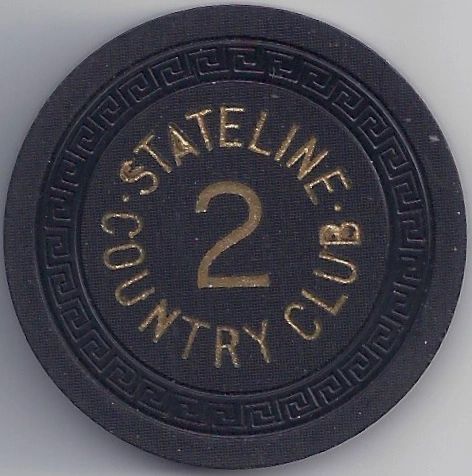 · STATELINE ·
COUNTRY CLUB
2